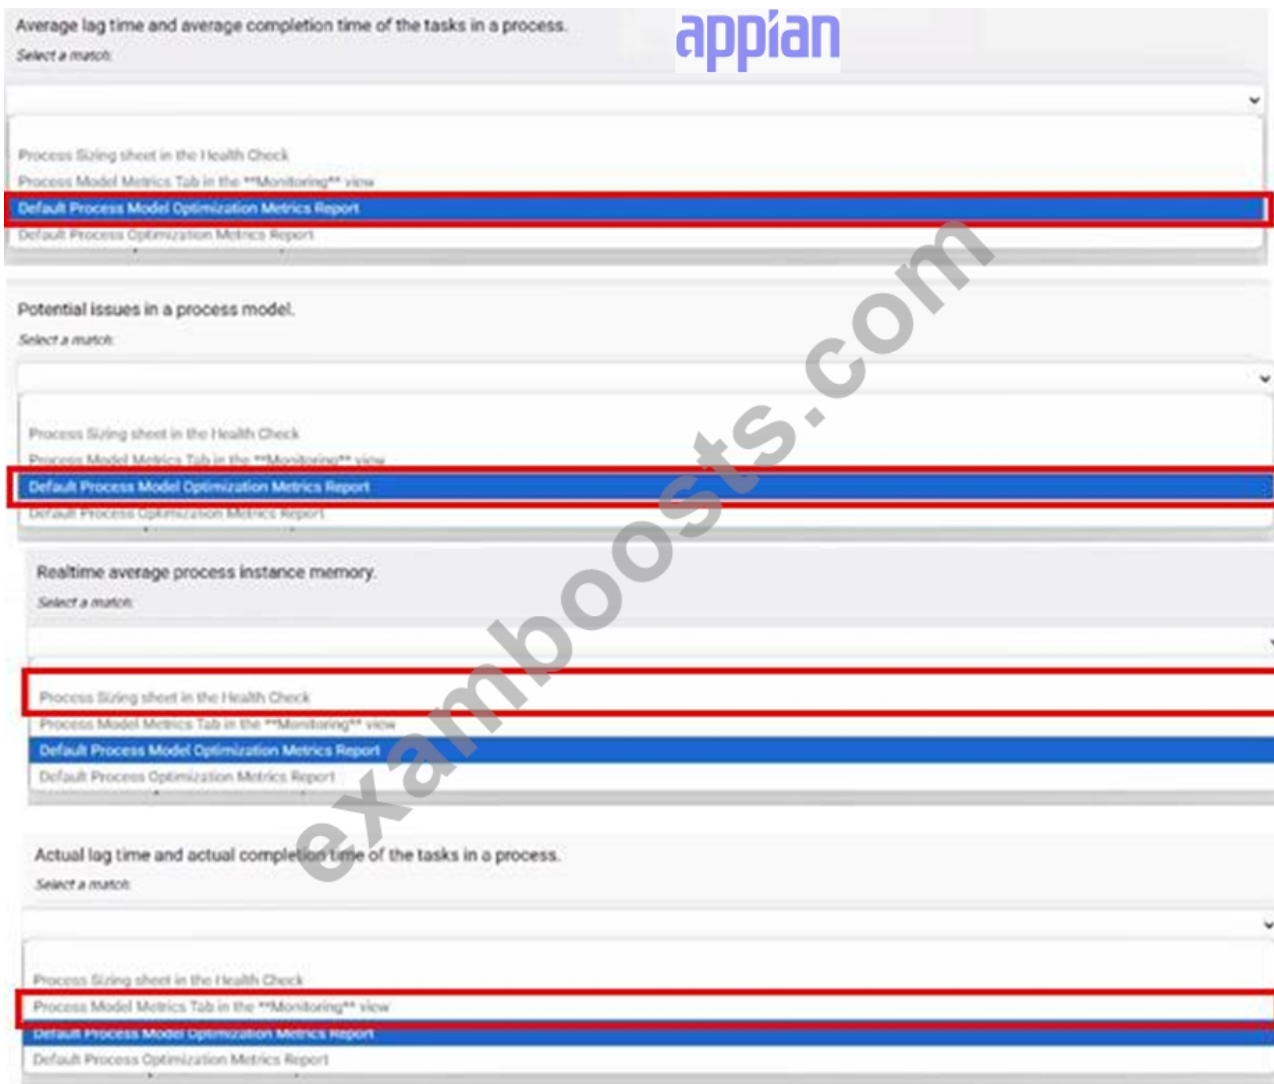 Average lag time and average completion time of the tasks in a process.
appian
Select a match:
Process Sizing sheet in the Health Check
Process Model Metrics Tab in the **Monitoring** view
Default Process Model Optimization Metrics Report
Default Process Optimization Metrics Report
Potential issues in a process model.
Select a match:
Process Sizing sheet in the Health Check
Process Model Metrics Tab in the **Monitoring** view
Default Process Model Optimization Metrics Report
Default Process Optimization Metrics Report
Realtime average process instance memory.
Select a match:
Process Sizing sheet in the Health Check
Process Model Metrics Tab in the **Monitoring** view
Default Process Model Optimization Metrics Report
Default Process Optimization Metrics Report
Actual lag time and actual completion time of the tasks in a process.
Select a match:
Process Sizing sheet in the Health Check
Process Model Metrics Tab in the **Monitoring** view
Default Process Model Optimization Metrics Report
Default Process Optimization Metrics Report
examboosts.com